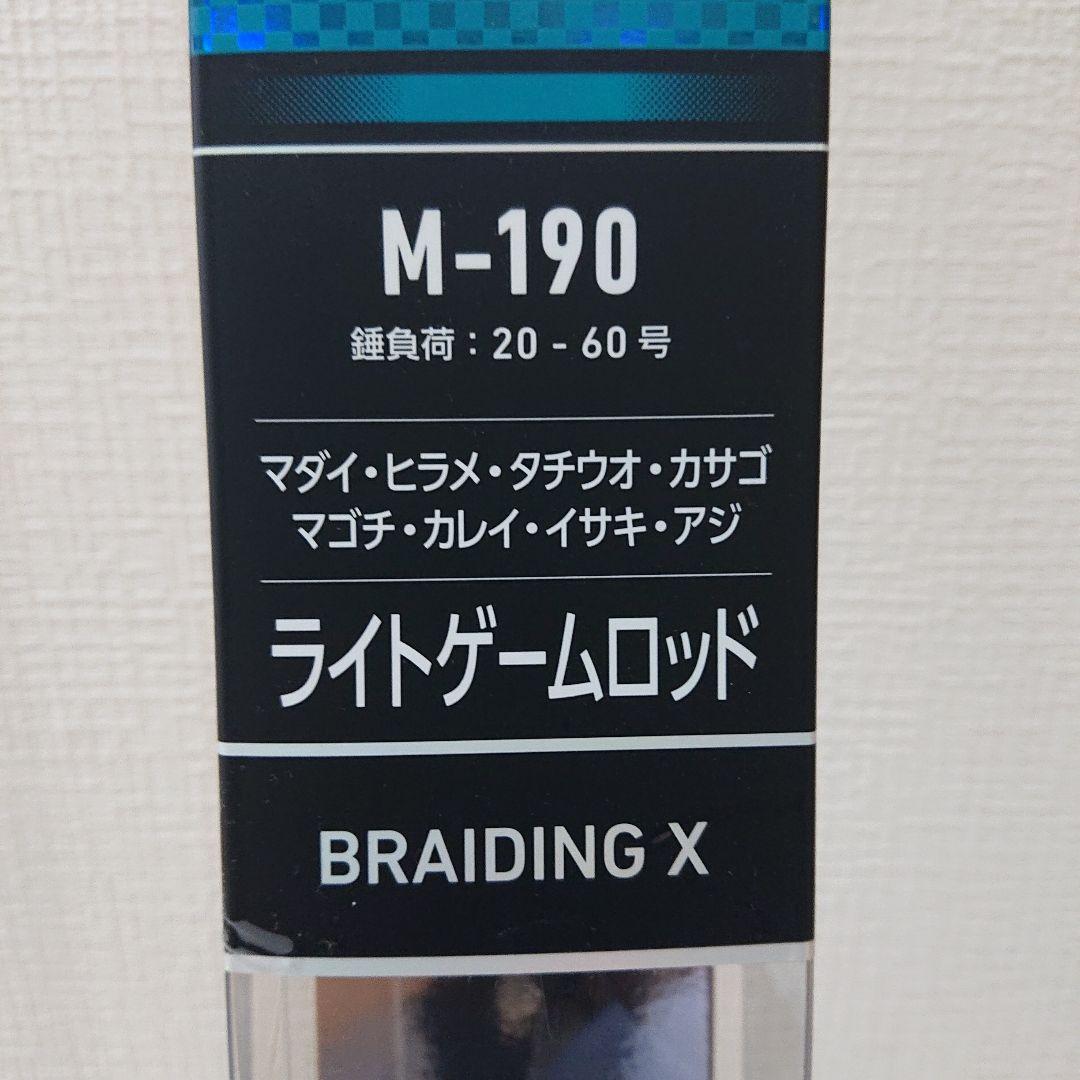 M-190
錘負荷：20 - 60 号
マダイ・ヒラメ・タチウオ・カサゴ
マゴチ・カレイ・イサキ・アジ
ライトゲームロッド
BRAIDING X